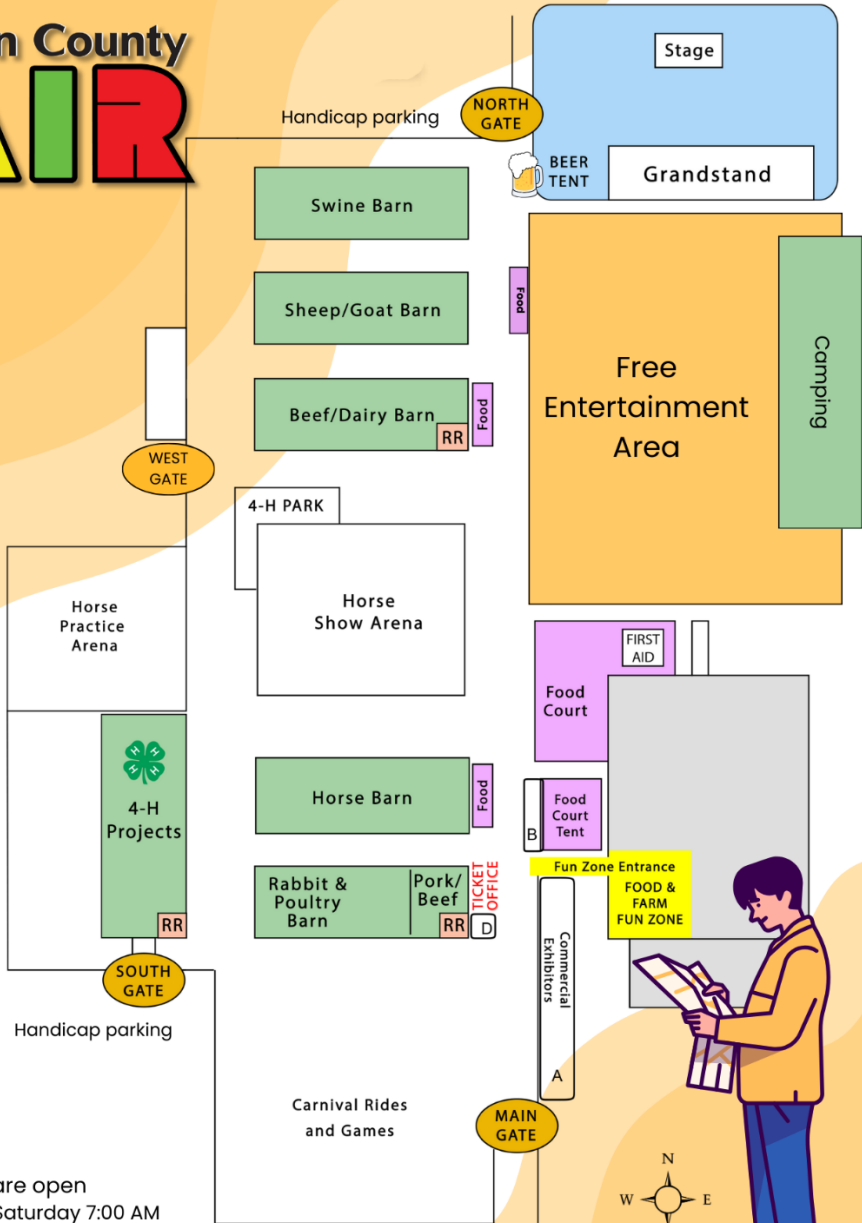 County
Stage
NORTH
GATE
Handicap parking
BEER
TENT
Grandstand
Swine Barn
Food
Sheep/Goat Barn
Camping
Free
Entertainment
Area
Beef/Dairy Barn
RR
Food
WEST
GATE
4-H PARK
Horse
Show Arena
Horse
Practice
Arena
FIRST
AID
Food
Court
H H H H
4-H
Projects
RR
Horse Barn
Food
Food
Court
Tent
B
Fun Zone Entrance
FOOD &
FARM
FUN ZONE
Rabbit &
Poultry
Barn
Pork/
Beef
RR
TICKET
OFFICE
D
Commercial
Exhibitors
A
SOUTH
GATE
Handicap parking
Carnival Rides
and Games
MAIN
GATE
N
W E
S
are open
Saturday 7:00 AM